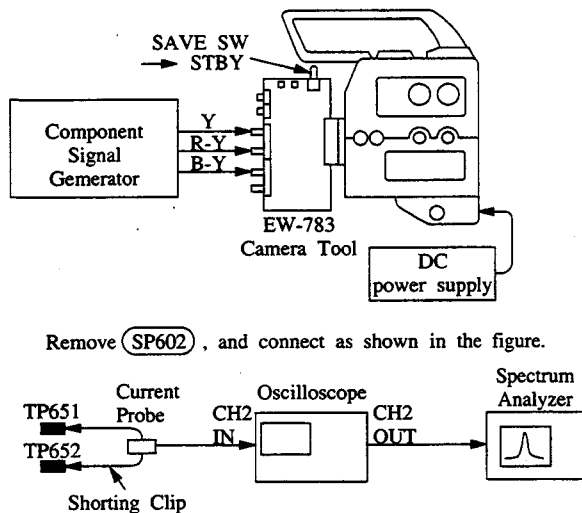 SAVE SW
→ STBY
Component
Signal
Gemerator
Y
R-Y
B-Y
EW-783
Camera Tool
DC
power supply
Remove SP602 , and connect as shown in the figure.
TP651
TP652
Current
Probe
Shorting Clip
CH2
IN
Oscilloscope
CH2
OUT
Spectrum
Analyzer